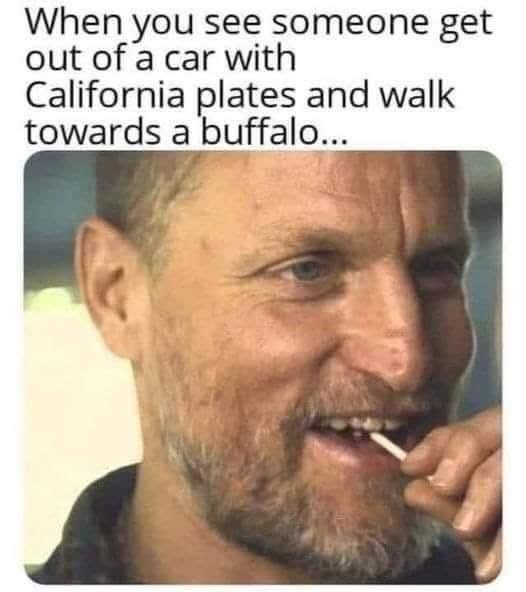 When you see someone get
out of a car with
California plates and walk
towards a buffalo...